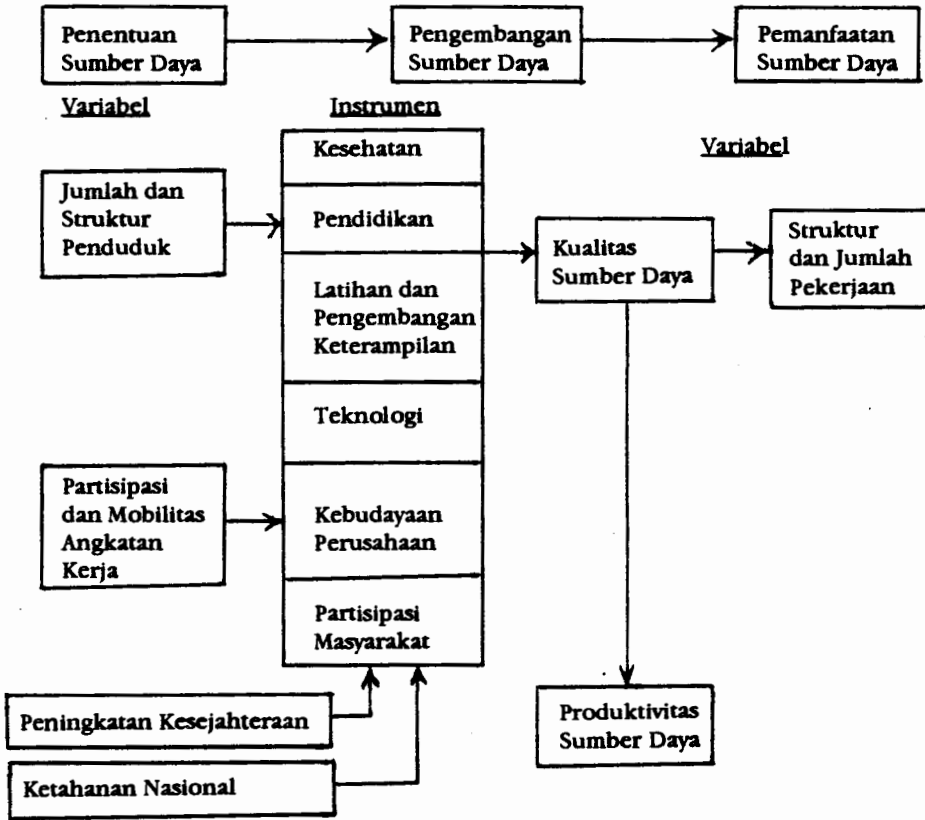 Penentuan
Sumber Daya
Pengembangan
Sumber Daya
Pemanfaatan
Sumber Daya
Variabel
Instrumen
Variabel
Kesehatan
Jumlah dan
Struktur
Penduduk
Pendidikan
Latihan dan
Pengembangan
Keterampilan
Kualitas
Sumber Daya
Struktur
dan Jumlah
Pekerjaan
Teknologi
Partisipasi
dan Mobilitas
Angkatan
Kerja
Kebudayaan
Perusahaan
Partisipasi
Masyarakat
Peningkatan Kesejahteraan
Ketahanan Nasional
Produktivitas
Sumber Daya